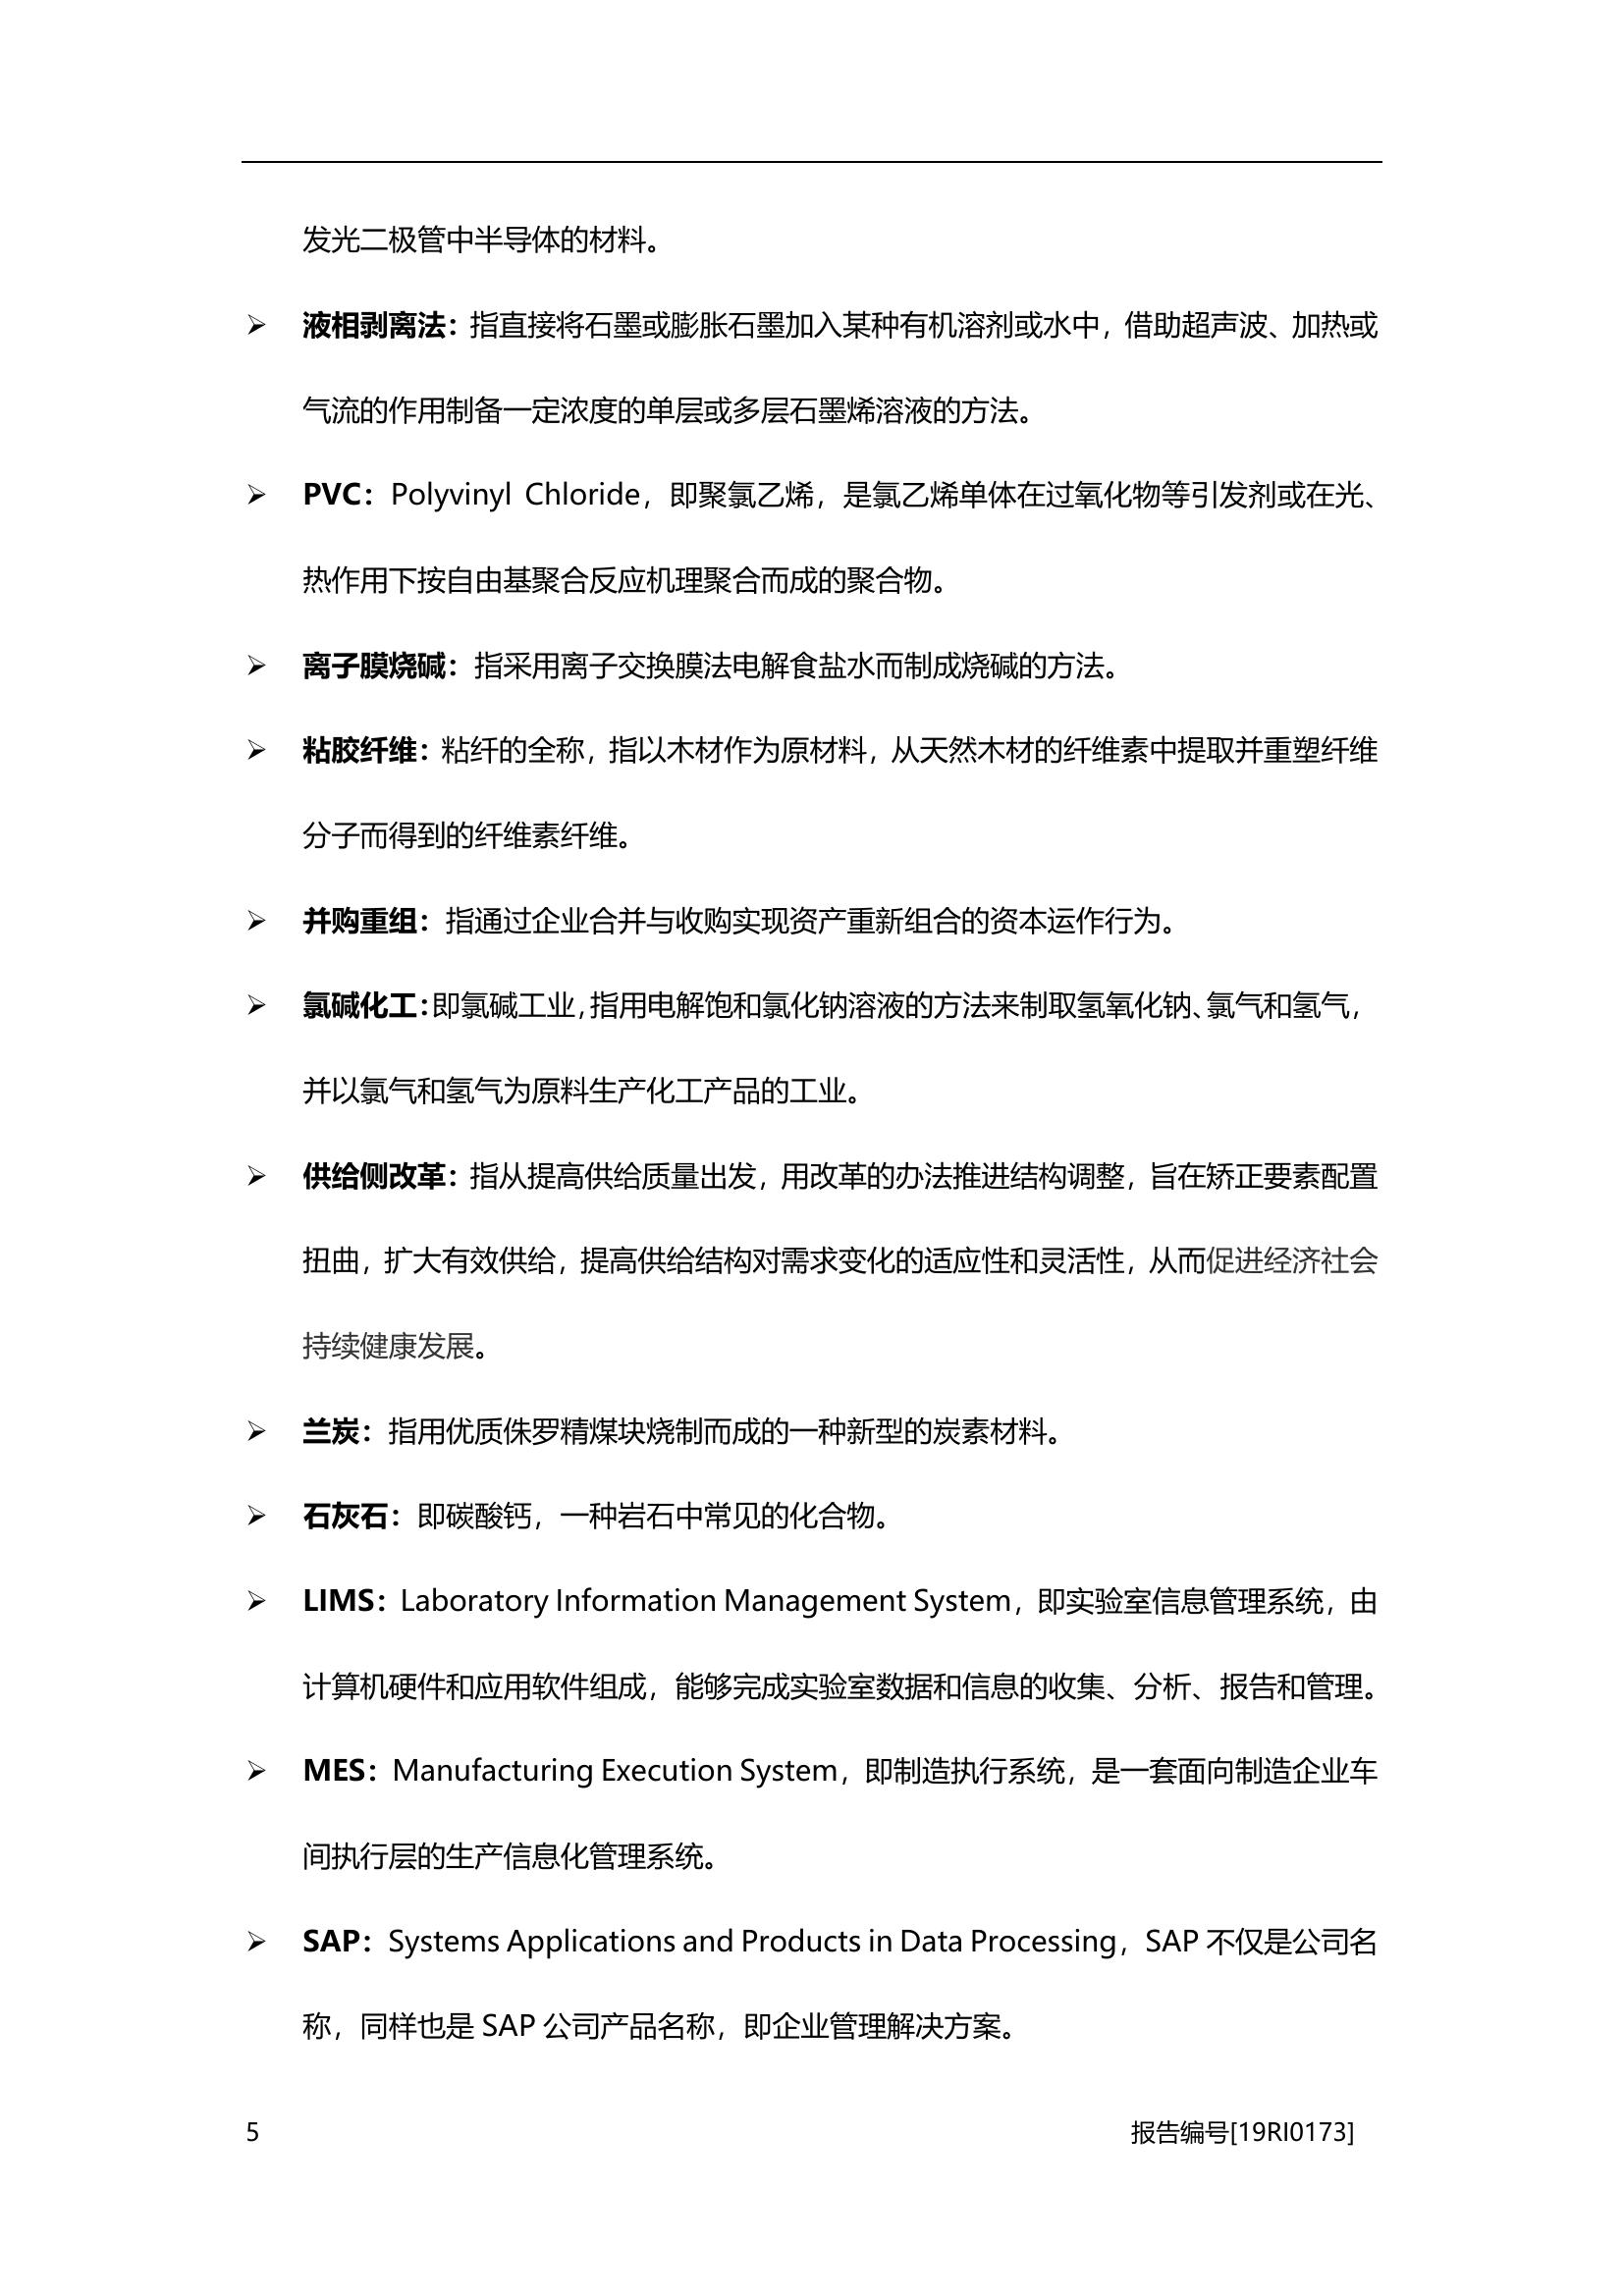 发光二极管中半导体的材料。
➢ 液相剥离法：指直接将石墨或膨胀石墨加入某种有机溶剂或水中，借助超声波、加热或
气流的作用制备一定浓度的单层或多层石墨烯溶液的方法。
➢ PVC：Polyvinyl Chloride，即聚氯乙烯，是氯乙烯单体在过氧化物等引发剂或在光、
热作用下按自由基聚合反应机理聚合而成的聚合物。
➢ 离子膜烧碱：指采用离子交换膜法电解食盐水而制成烧碱的方法。
➢ 粘胶纤维：粘纤的全称，指以木材作为原材料，从天然木材的纤维素中提取并重塑纤维
分子而得到的纤维素纤维。
➢ 并购重组：指通过企业合并与收购实现资产重新组合的资本运作行为。
➢ 氯碱化工：即氯碱工业，指用电解饱和氯化钠溶液的方法来制取氢氧化钠、氯气和氢气，
并以氯气和氢气为原料生产化工产品的工业。
➢ 供给侧改革：指从提高供给质量出发，用改革的办法推进结构调整，旨在矫正要素配置
扭曲，扩大有效供给，提高供给结构对需求变化的适应性和灵活性，从而促进经济社会
持续健康发展。
➢ 兰炭：指用优质侏罗精煤块烧制而成的一种新型的炭素材料。
➢ 石灰石：即碳酸钙，一种岩石中常见的化合物。
➢ LIMS：Laboratory Information Management System，即实验室信息管理系统，由
计算机硬件和应用软件组成，能够完成实验室数据和信息的收集、分析、报告和管理。
➢ MES：Manufacturing Execution System，即制造执行系统，是一套面向制造企业车
间执行层的生产信息化管理系统。
➢ SAP：Systems Applications and Products in Data Processing，SAP 不仅是公司名
称，同样也是 SAP 公司产品名称，即企业管理解决方案。
5 报告编号[19RI0173]